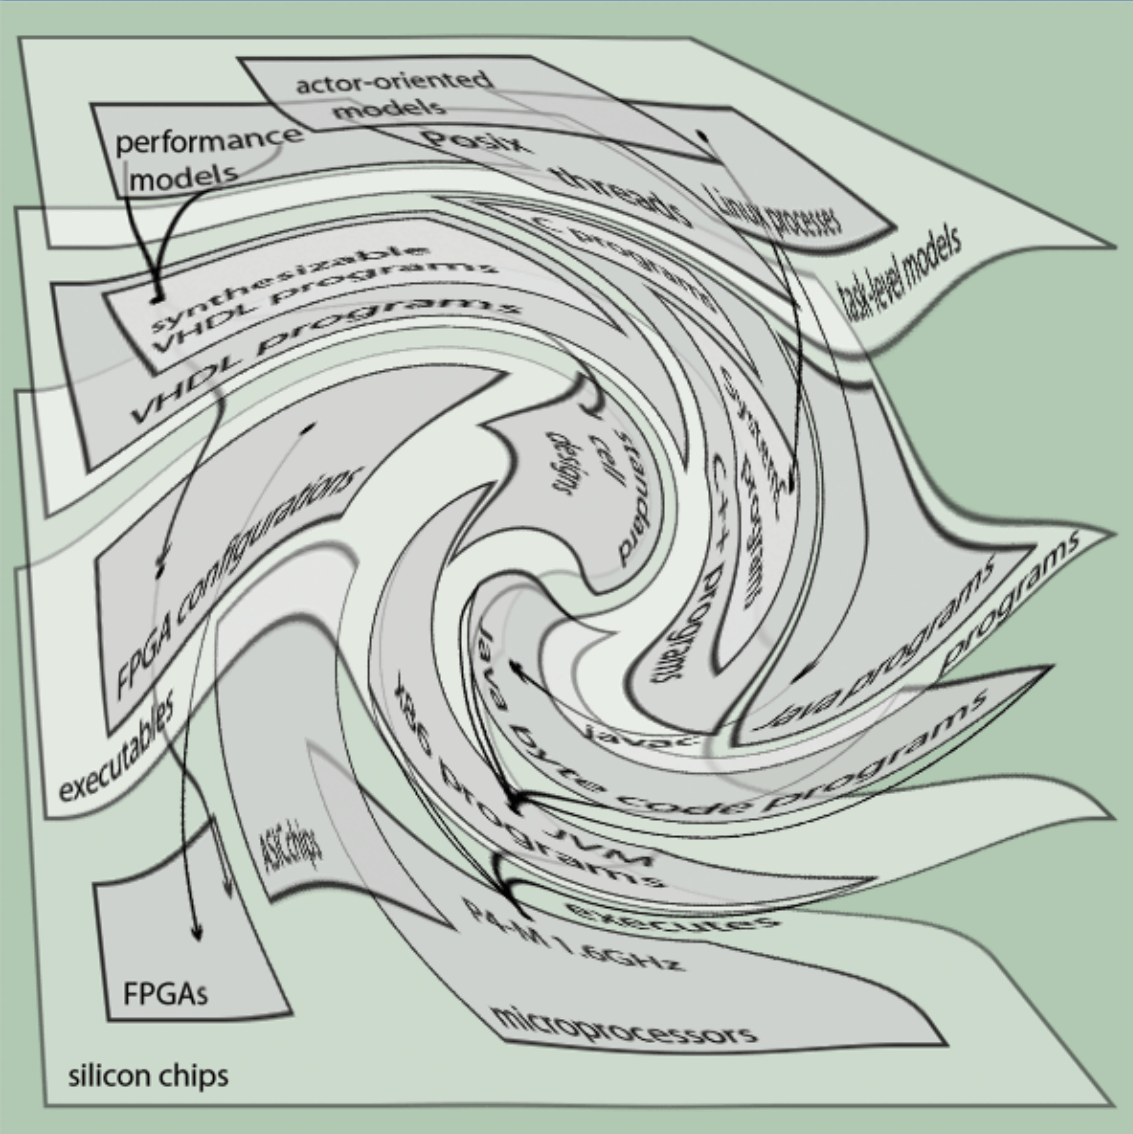 actor-oriented
models
performance
models
Posix
threads
Linux processes
task-level models
synthesizable
VHDL programs
VHDL programs
C programs
SystemC
programs
C++ programs
standard
cell
designs
FPGA configurations
Java programs
programs
javac
Java byte code programs
executables
x86 programs
JVM
executes
ASIC chips
P4-M 1.6GHz
microprocessors
FPGAs
silicon chips